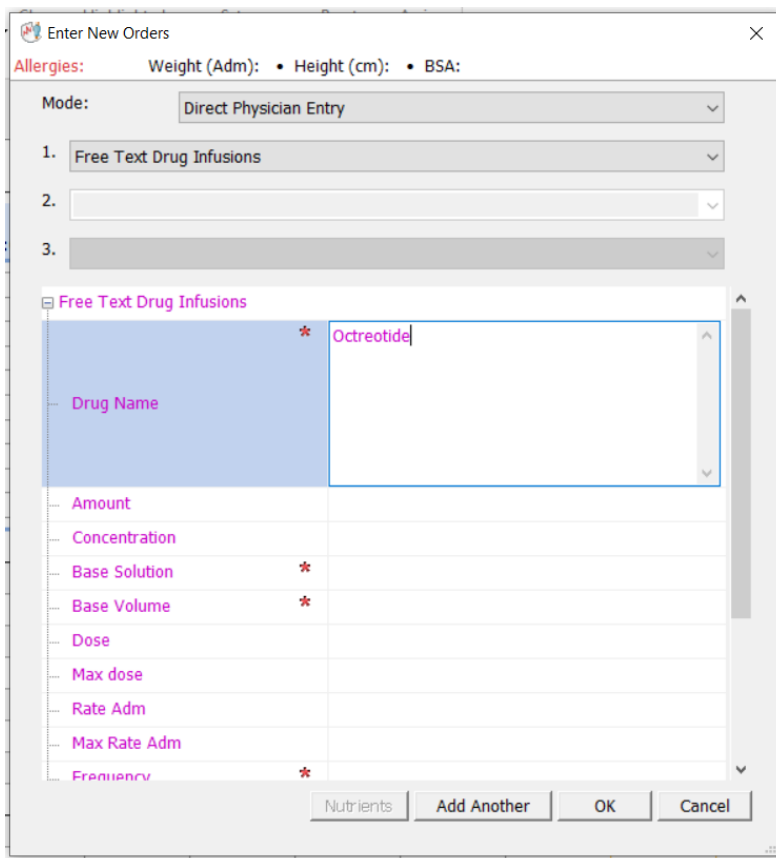 Enter New Orders
Allergies: Weight (Adm): • Height (cm): • BSA:
Mode: Direct Physician Entry
1. Free Text Drug Infusions
2.
3.
Free Text Drug Infusions
Drug Name * Octreotide
Amount
Concentration
Base Solution *
Base Volume *
Dose
Max dose
Rate Adm
Max Rate Adm
Frequency *
Nutrients Add Another OK Cancel